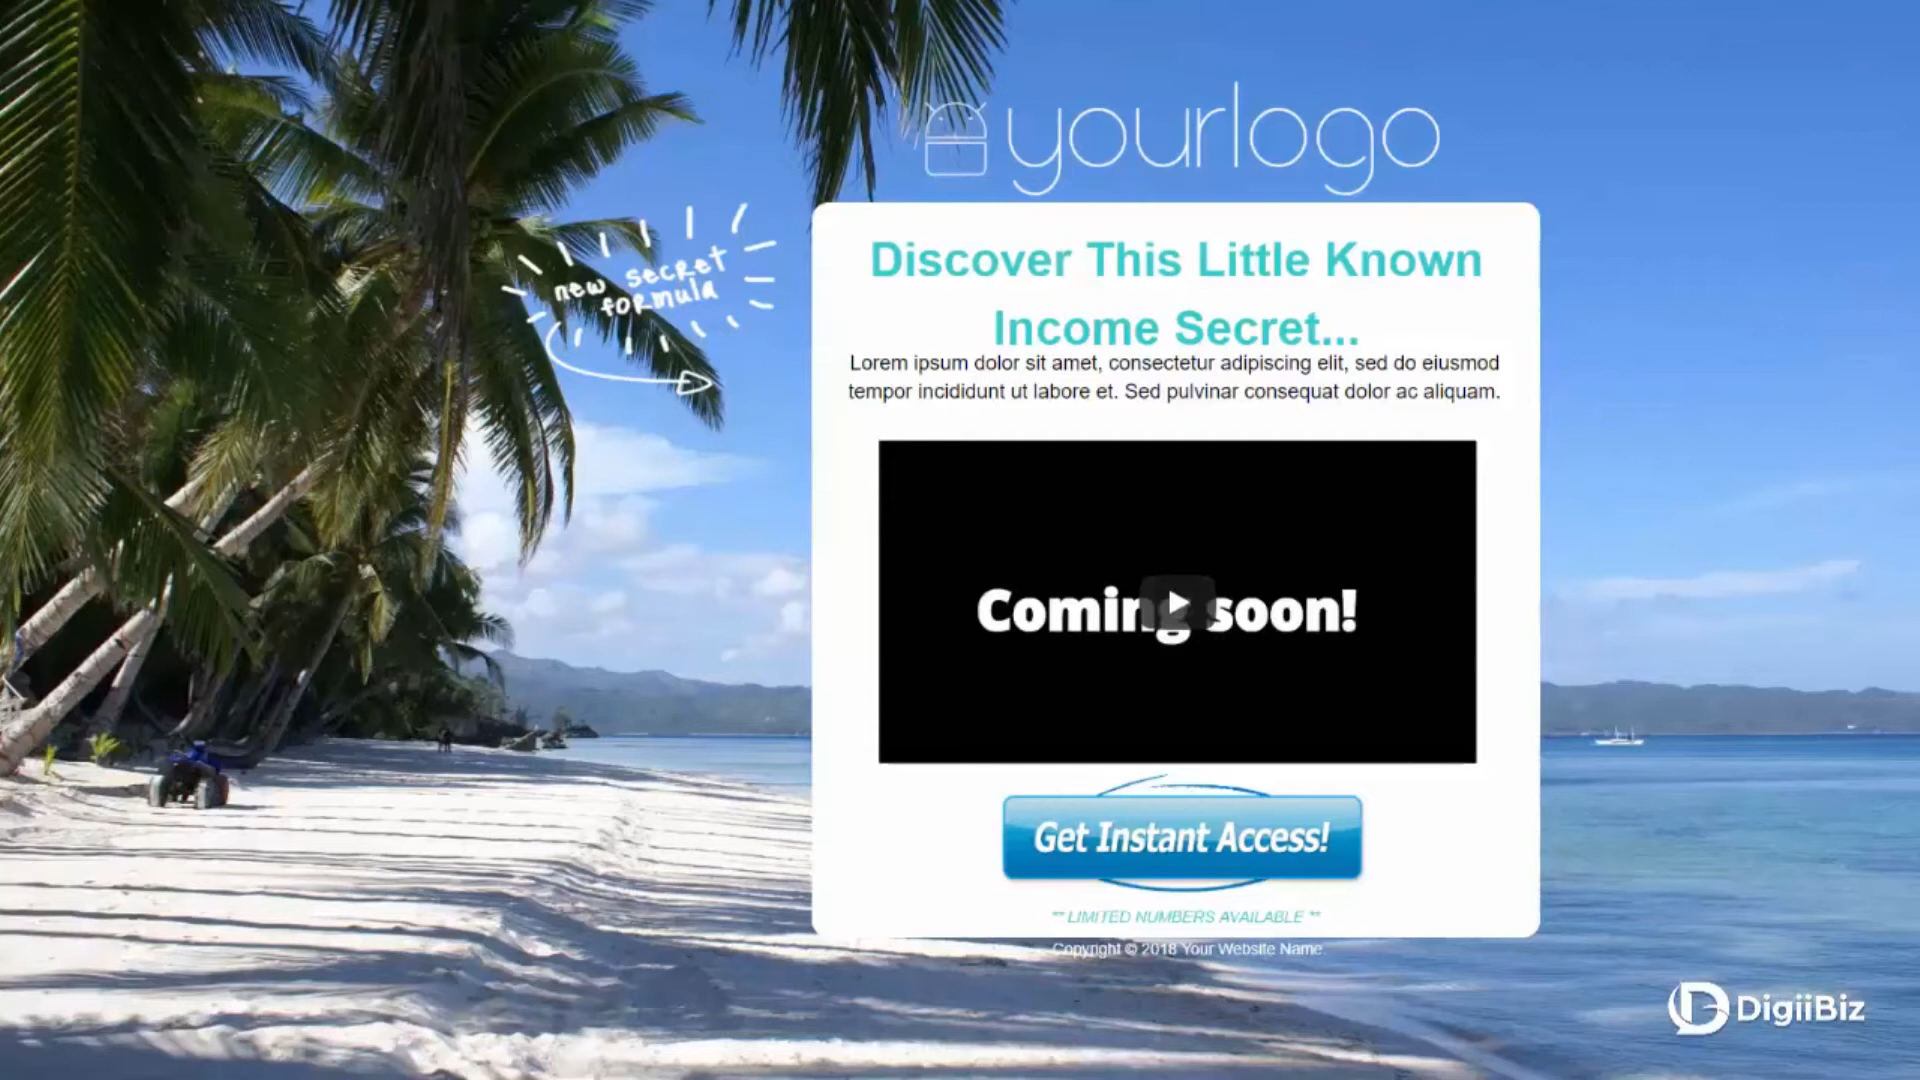 yourlogo
new secret
formula
Discover This Little Known
Income Secret...
Lorem ipsum dolor sit amet, consectetur adipiscing elit, sed do eiusmod
tempor incididunt ut labore et. Sed pulvinar consequat dolor ac aliquam.
Coming soon!
Get Instant Access!
** LIMITED NUMBERS AVAILABLE **
Copyright © 2018 Your Website Name.
DigiiBiz